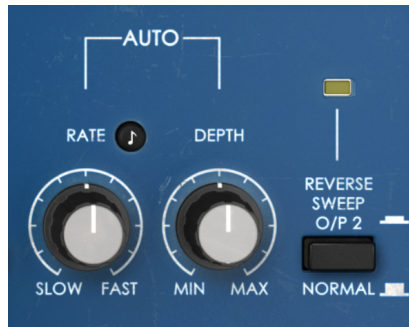 AUTO
RATE
DEPTH
SLOW
FAST
MIN
MAX
REVERSE
SWEEP
O/P 2
NORMAL